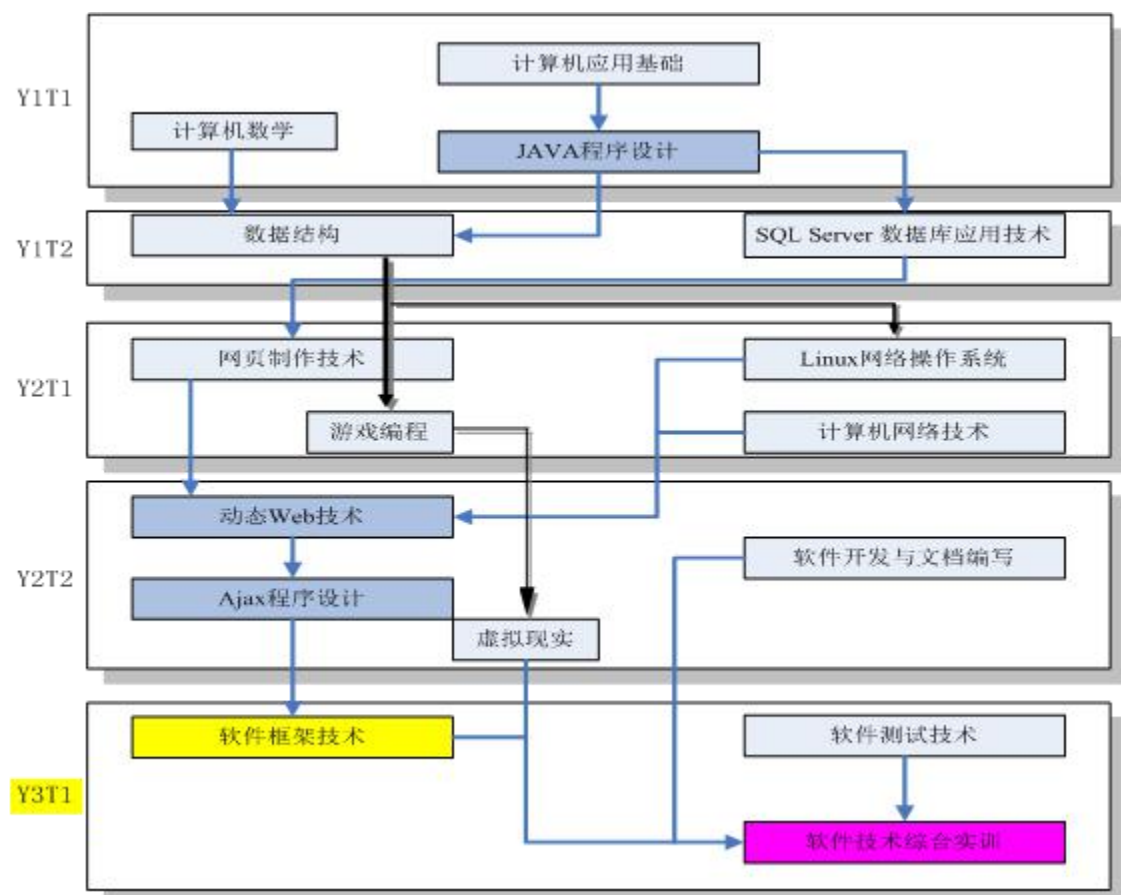 Y1T1
计算机应用基础
计算机数学
JAVA程序设计
Y1T2
数据结构
SQL Server 数据库应用技术
Y2T1
网页制作技术
Linux网络操作系统
游戏编程
计算机网络技术
Y2T2
动态Web技术
软件开发与文档编写
Ajax程序设计
虚拟现实
Y3T1
软件框架技术
软件测试技术
软件技术综合实训